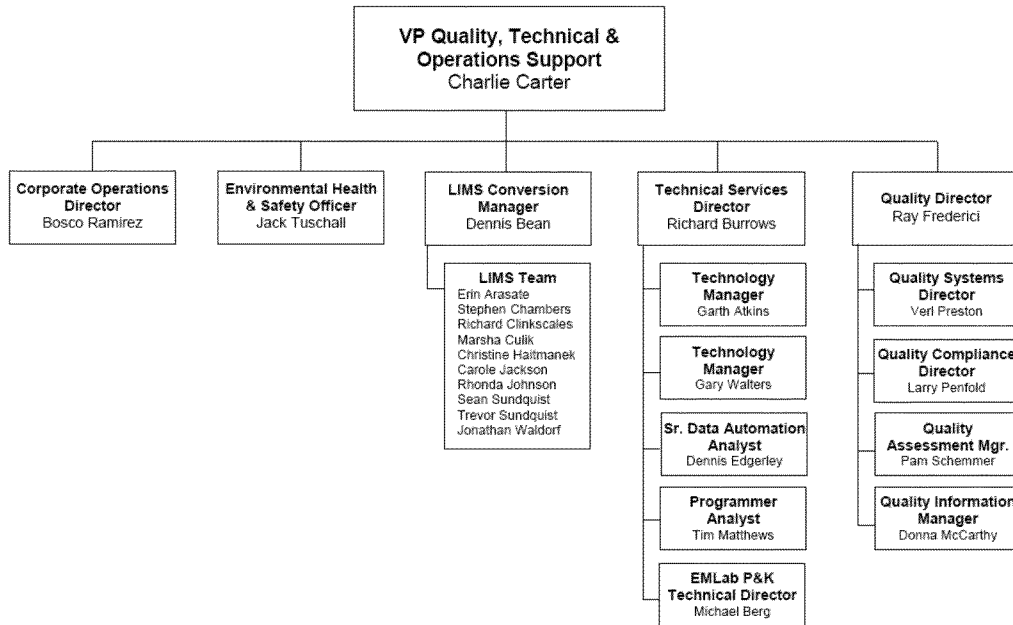 VP Quality, Technical &
Operations Support
Charlie Carter
Corporate Operations
Director
Bosco Ramirez
Environmental Health
& Safety Officer
Jack Tuschall
LIMS Conversion
Manager
Dennis Bean
LIMS Team
Erin Arasate
Stephen Chambers
Richard Clinkscales
Marsha Culik
Christine Haitmanek
Carole Jackson
Rhonda Johnson
Sean Sundquist
Trevor Sundquist
Jonathan Waldorf
Technical Services
Director
Richard Burrows
Technology
Manager
Garth Atkins
Technology
Manager
Gary Walters
Sr. Data Automation
Analyst
Dennis Edgerley
Programmer
Analyst
Tim Matthews
EMLab P&K
Technical Director
Michael Berg
Quality Director
Ray Frederici
Quality Systems
Director
Verl Preston
Quality Compliance
Director
Larry Penfold
Quality
Assessment Mgr.
Pam Schemmer
Quality Information
Manager
Donna McCarthy